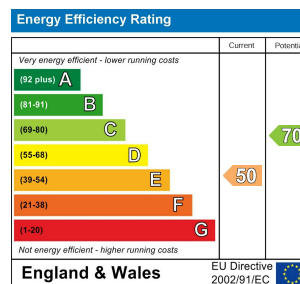 Energy Efficiency Rating
Current
Very energy efficient - lower running costs
(92 plus) A
(81-91) B
(69-80) C
70
(55-68) D
(39-54) E
50
(21-38) F
(1-20) G
Not energy efficient - higher running costs
England & Wales
EU Directive
2002/91/EC